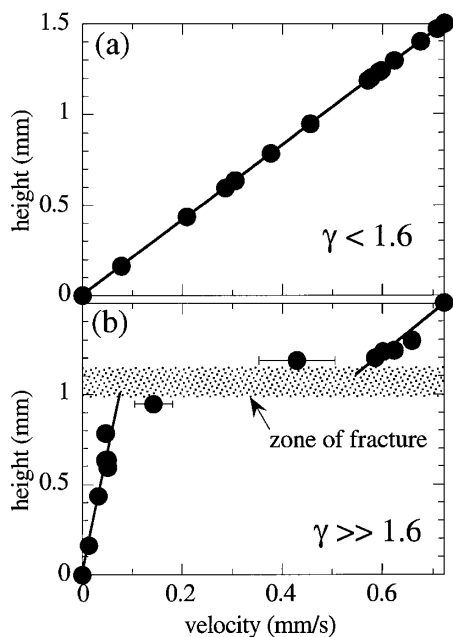 (a)
1.5
1
0.5
0
height (mm)
γ < 1.6
(b)
1
0.5
0
height (mm)
zone of fracture
γ >> 1.6
0 0.2 0.4 0.6
velocity (mm/s)